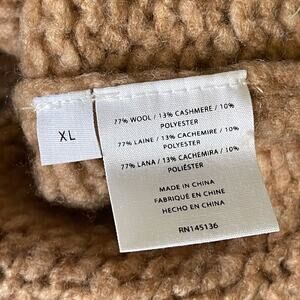 XL
77% WOOL / 13% CASHMERE / 10%
POLYESTER
77% LAINE / 13% CACHEMIRE / 10%
POLYESTER
77% LANA / 13% CACHEMIRA / 10%
POLIÉSTER
MADE IN CHINA
FABRIQUÉ EN CHINE
HECHO EN CHINA
RN145136